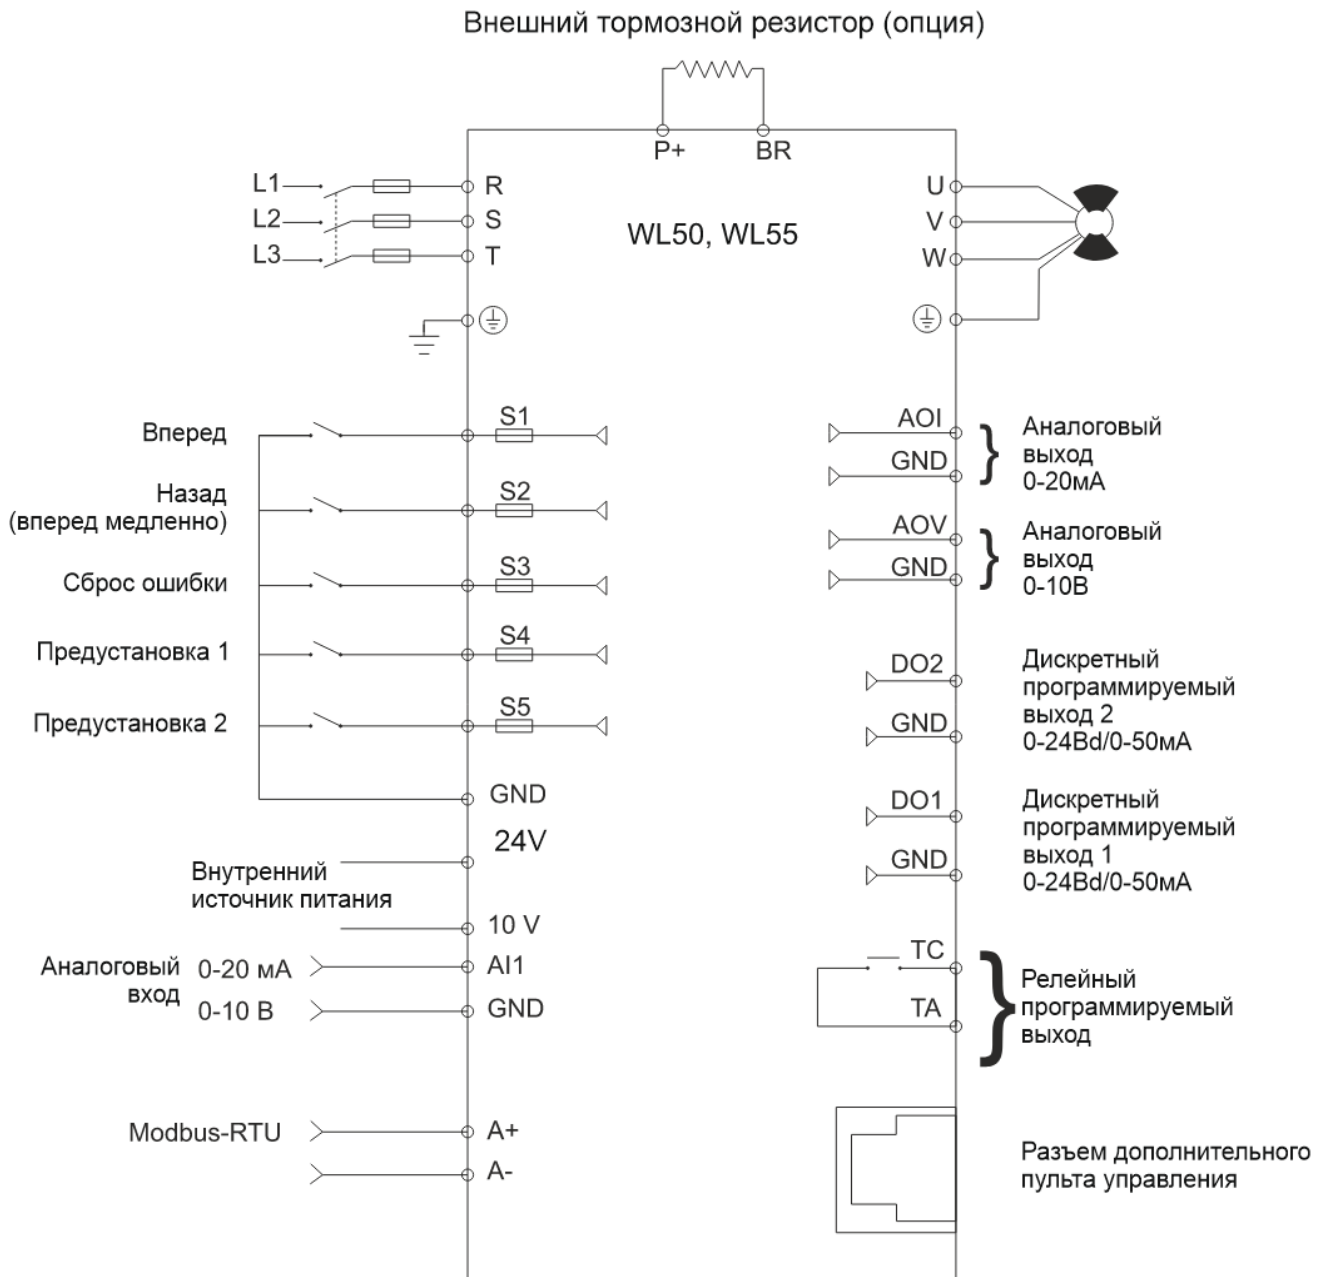 Внешний тормозной резистор (опция)
P+ BR
L1 R
L2 S
L3 T
WL50, WL55
U
V
W
Вперед S1
Назад
(вперед медленно) S2
Сброс ошибки S3
Предустановка 1 S4
Предустановка 2 S5
GND
24V
Внутренний
источник питания
10 V
Аналоговый
вход
0-20 мА AI1
0-10 В GND
Modbus-RTU A+
A-
AOI
GND
Аналоговый
выход
0-20мА
AOV
GND
Аналоговый
выход
0-10В
DO2
GND
Дискретный
программируемый
выход 2
0-24Bd/0-50мА
DO1
GND
Дискретный
программируемый
выход 1
0-24Bd/0-50мА
TC
TA
Релейный
программируемый
выход
Разъем дополнительного
пульта управления